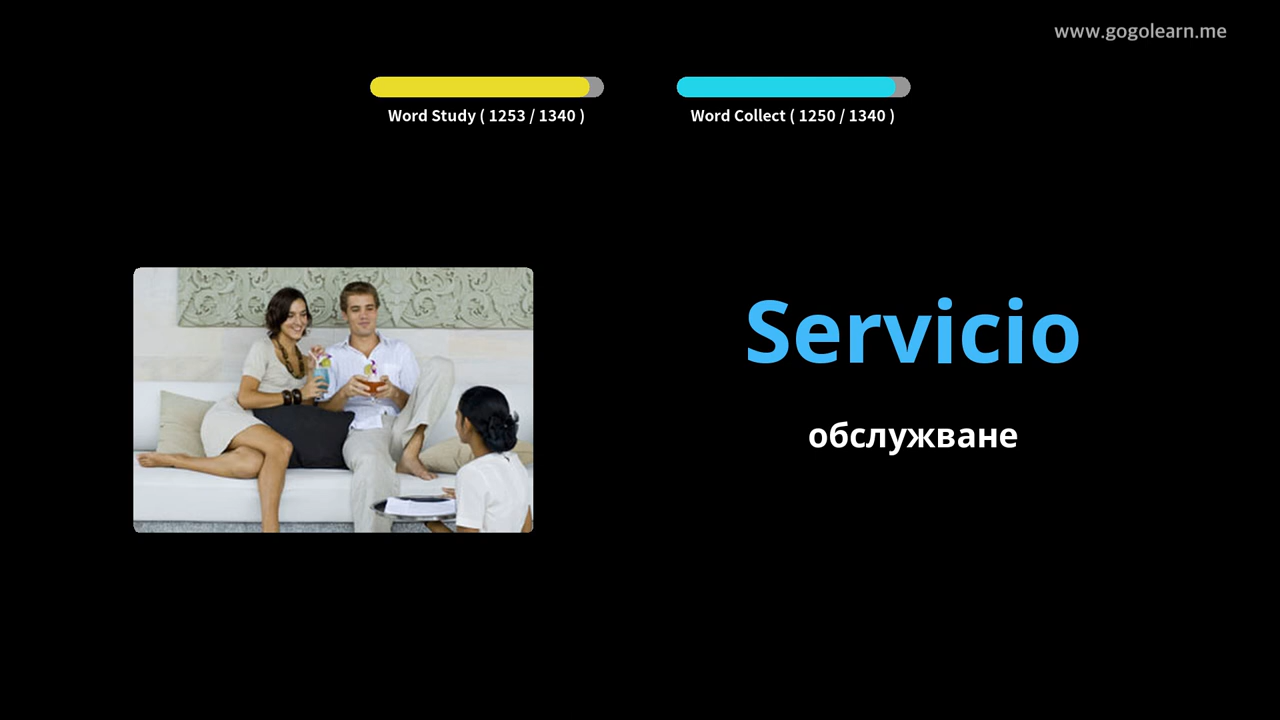 www.gogolearn.me
Word Study ( 1253 / 1340 )
Word Collect ( 1250 / 1340 )
Servicio
обслужване